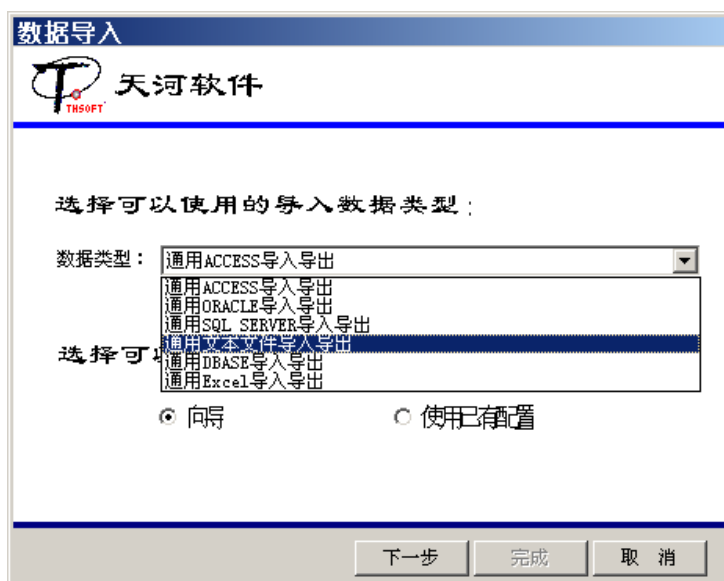 数据导入
THSOFT
天河软件
选择可以使用的导入数据类型:
数据类型: 通用ACCESS导入导出
通用ACCESS导入导出
通用ORACLE导入导出
通用SQL SERVER导入导出
通用文本文件导入导出
选择可
通用DBASE导入导出
通用Excel导入导出
向导 使用已有配置
下一步 完成 取 消